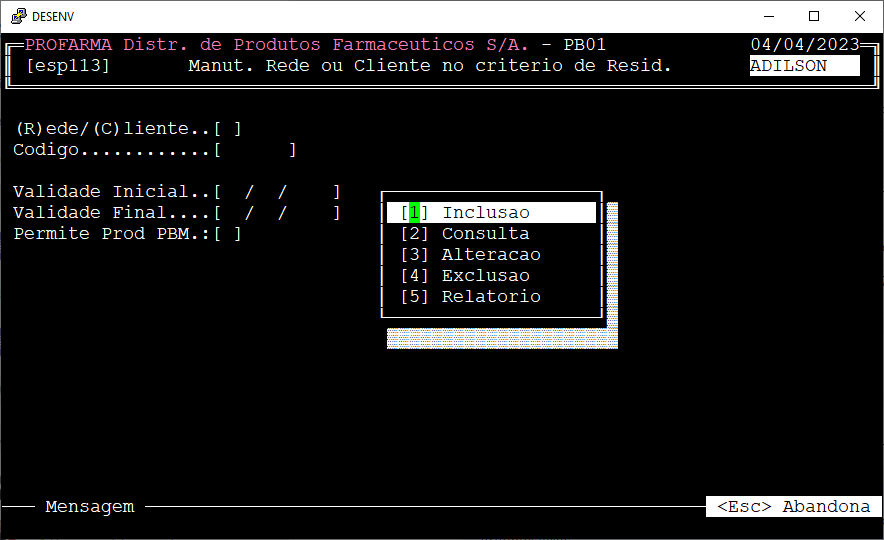 DESENV
PROFARMA Distr. de Produtos Farmaceuticos S/A. - PB01 04/04/2023
[esp113] Manut. Rede ou Cliente no criterio de Resid. ADILSON
(R)ede/(C)liente..[ ]
Codigo............[ ]
Validade Inicial..[ / / ]
Validade Final....[ / / ]
Permite Prod PBM.:[ ]
[1] Inclusao
[2] Consulta
[3] Alteracao
[4] Exclusao
[5] Relatorio
Mensagem <Esc> Abandona